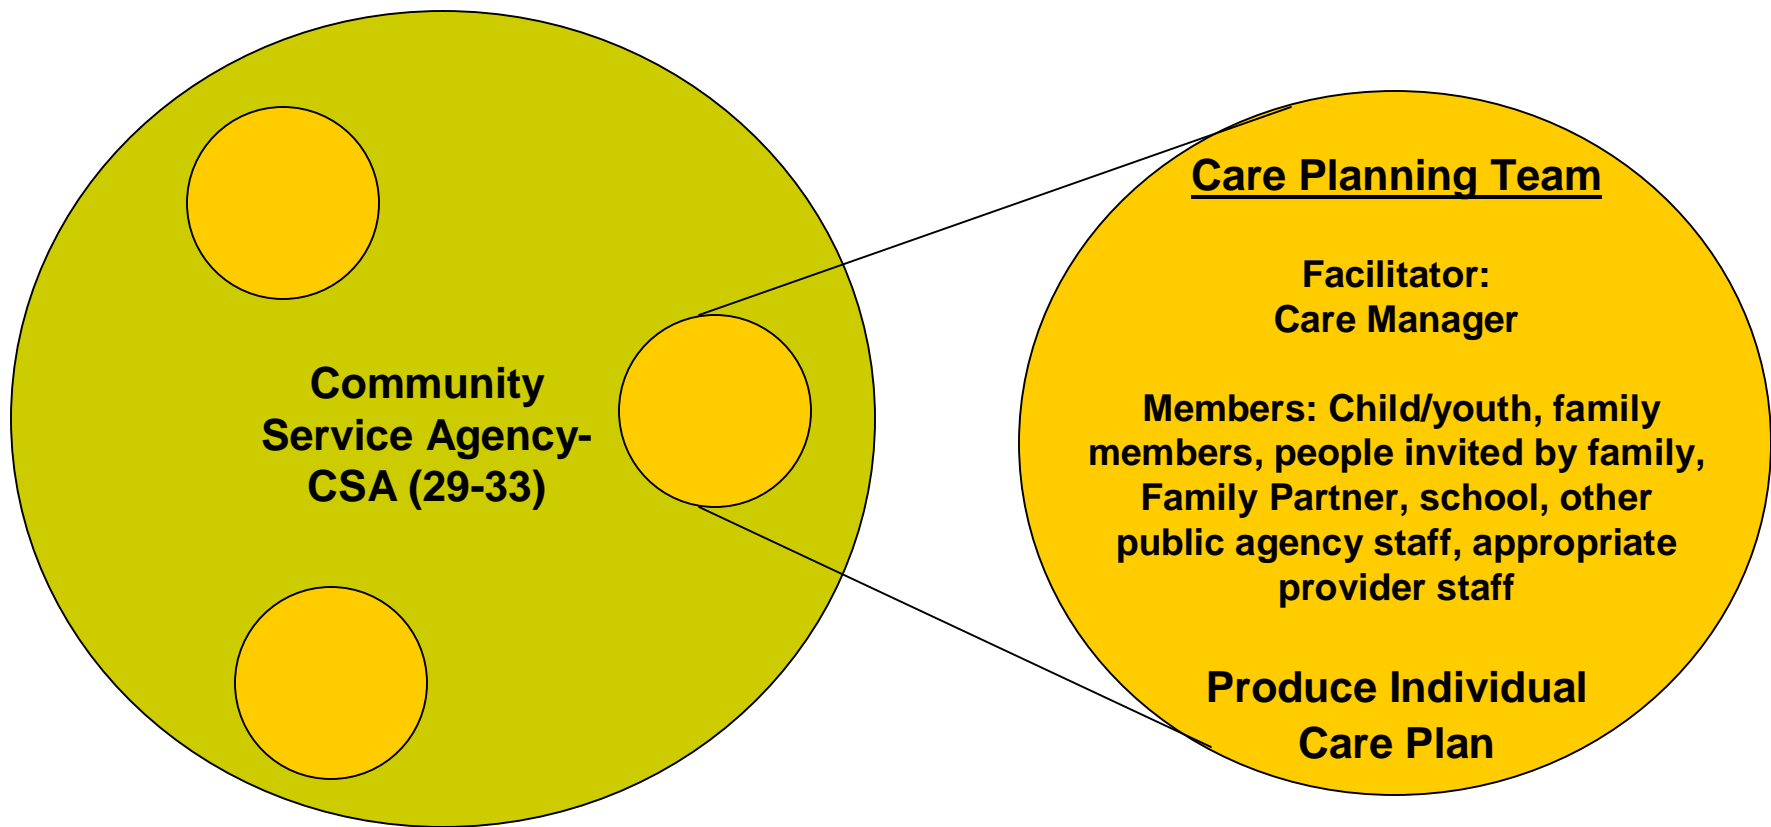 Community
Service Agency-
CSA (29-33)
Care Planning Team
Facilitator:
Care Manager
Members: Child/youth, family
members, people invited by family,
Family Partner, school, other
public agency staff, appropriate
provider staff
Produce Individual
Care Plan